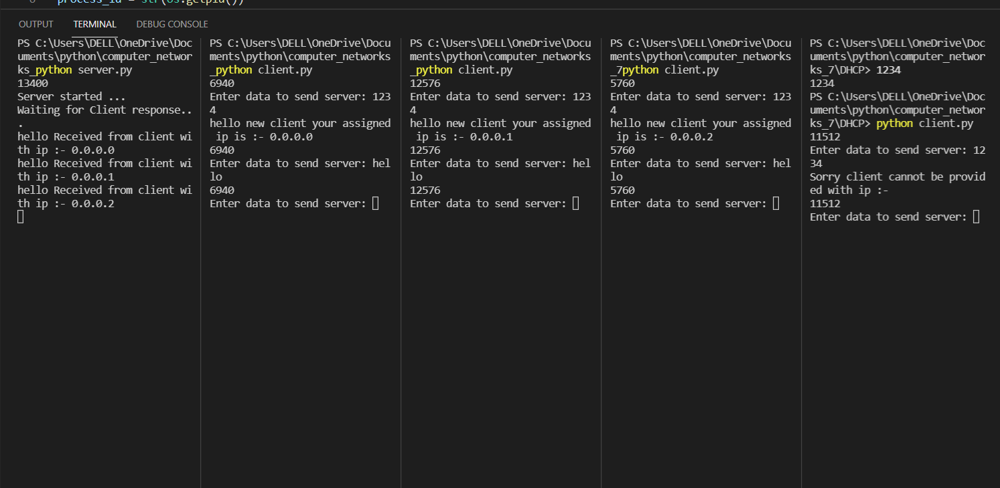 6 process_id = str(os.getpid())
OUTPUT TERMINAL DEBUG CONSOLE
PS C:\Users\DELL\OneDrive\Doc
uments\python\computer_networ
ks_python server.py
13400
Server started ...
Waiting for Client response..
.
hello Received from client wi
th ip :- 0.0.0.0
hello Received from client wi
th ip :- 0.0.0.1
hello Received from client wi
th ip :- 0.0.0.2
PS C:\Users\DELL\OneDrive\Docu
ments\python\computer_networks
_python client.py
6940
Enter data to send server: 123
4
hello new client your assigned
 ip is :- 0.0.0.0
6940
Enter data to send server: hel
lo
6940
Enter data to send server:
PS C:\Users\DELL\OneDrive\Docu
ments\python\computer_networks
_python client.py
12576
Enter data to send server: 123
4
hello new client your assigned
 ip is :- 0.0.0.1
12576
Enter data to send server: hel
lo
12576
Enter data to send server:
PS C:\Users\DELL\OneDrive\Docu
ments\python\computer_networks
_7python client.py
5760
Enter data to send server: 123
4
hello new client your assigned
 ip is :- 0.0.0.2
5760
Enter data to send server: hel
lo
5760
Enter data to send server:
PS C:\Users\DELL\OneDrive\Doc
uments\python\computer_networ
ks_7\DHCP> 1234
1234
PS C:\Users\DELL\OneDrive\Doc
uments\python\computer_networ
ks_7\DHCP> python client.py
11512
Enter data to send server: 12
34
Sorry client cannot be provid
ed with ip :-
11512
Enter data to send server: